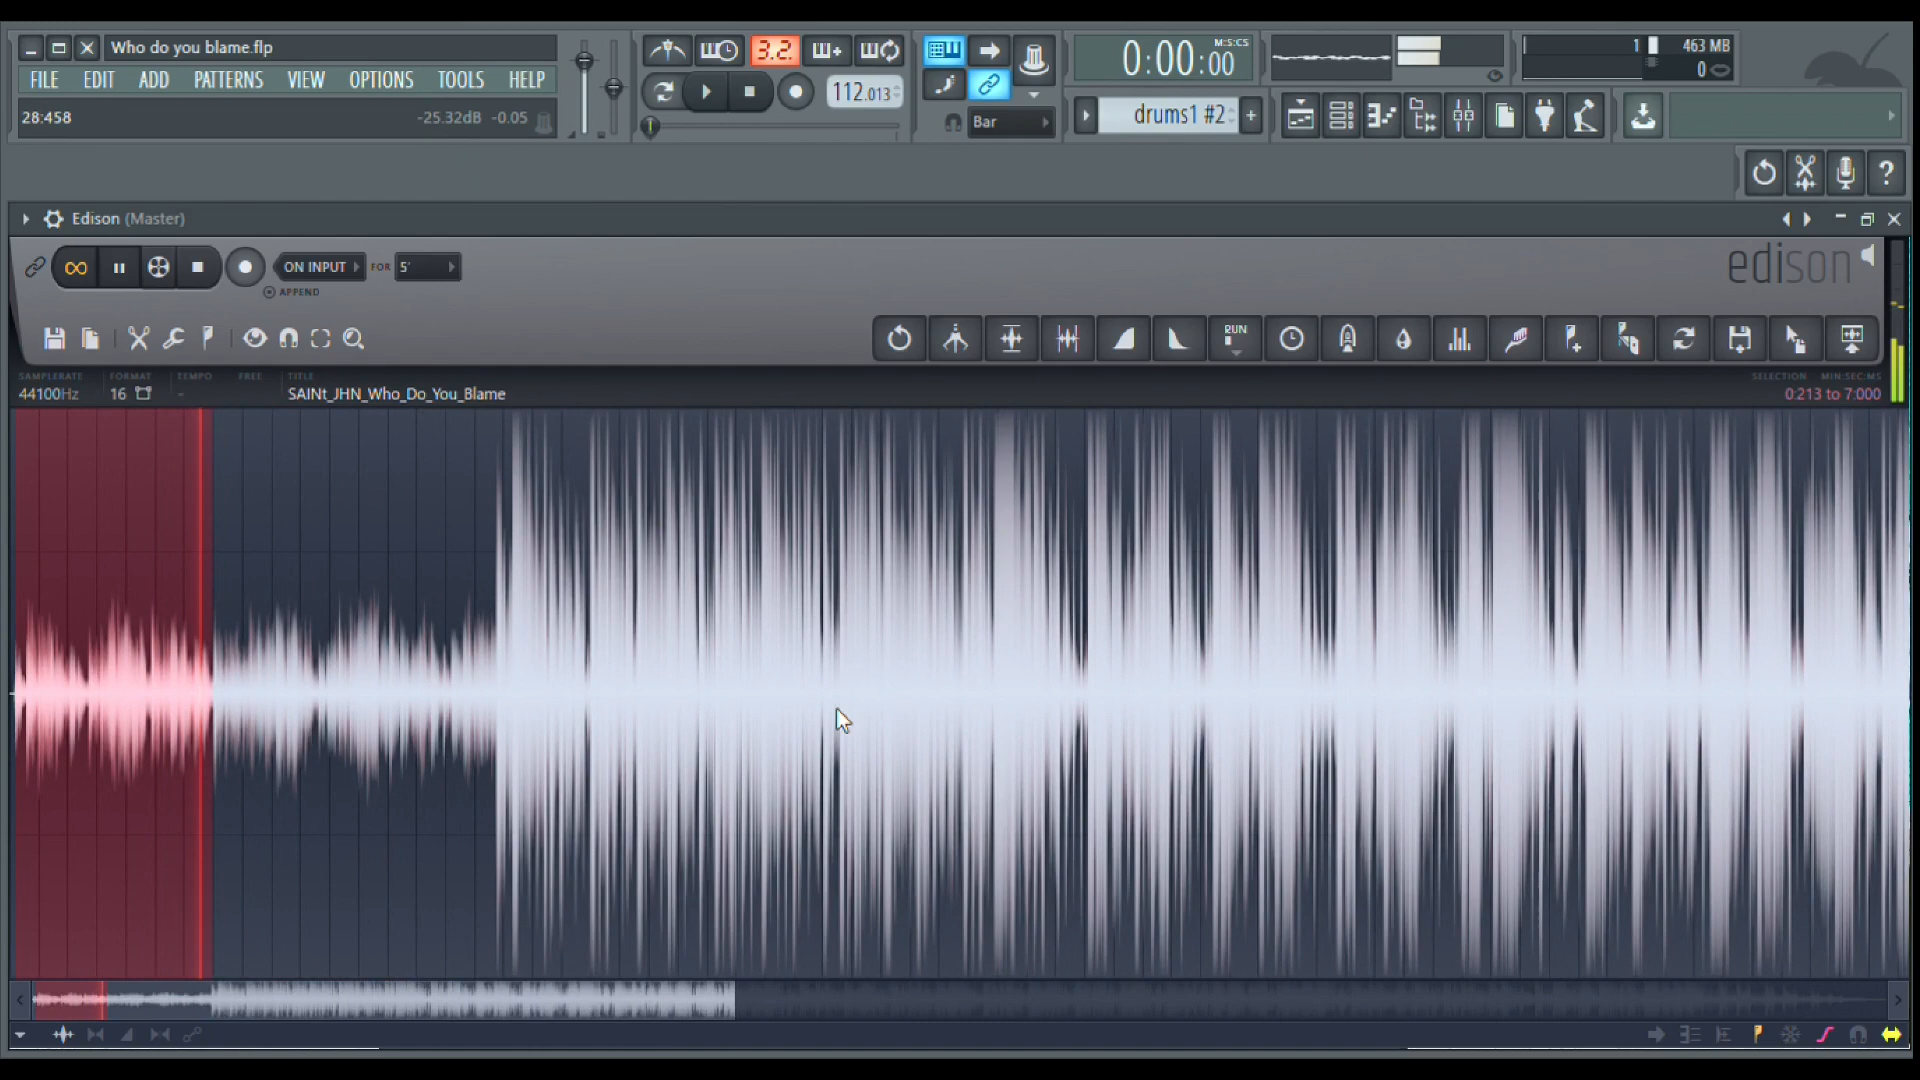 Who do you blame.flp
FILE EDIT ADD PATTERNS VIEW OPTIONS TOOLS HELP
28:458 -25.32dB -0.05
3.2.
112.013
Bar
0:00:00 M:S:CS
drums1 #2 +
1 463 MB
0
?
Edison (Master)
edison
ON INPUT FOR 5'
APPEND
RUN
SAMPLERATE FORMAT TEMPO FREE TITLE SELECTION MIN:SEC:MS
44100Hz 16 - SAINt_JHN_Who_Do_You_Blame 0:213 to 7:000